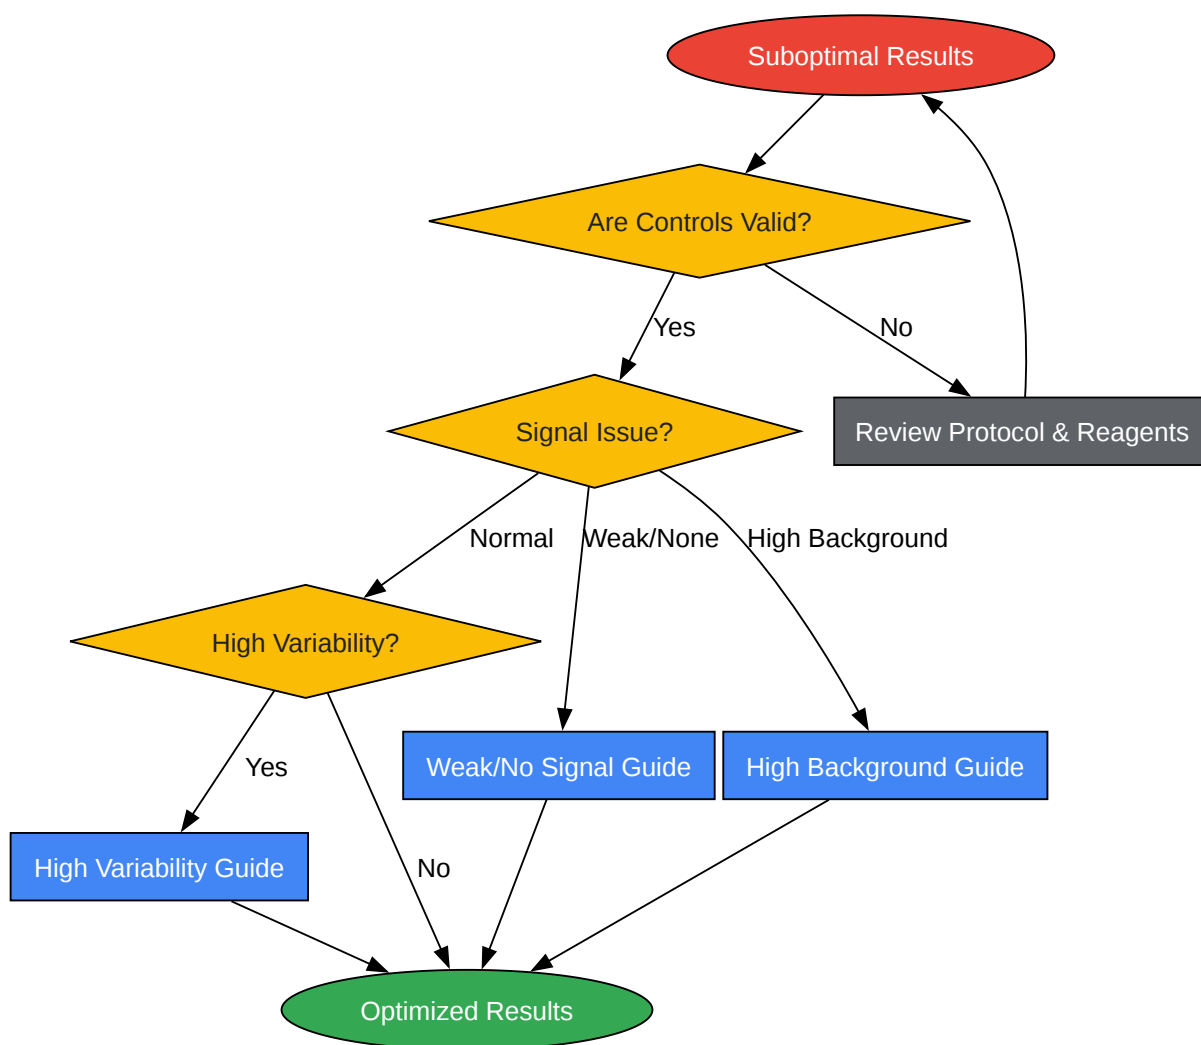 Suboptimal Results
Are Controls Valid?
Yes
No
Signal Issue?
Review Protocol & Reagents
Normal
Weak/None
High Background
High Variability?
Yes
Weak/No Signal Guide
High Background Guide
High Variability Guide
No
Optimized Results